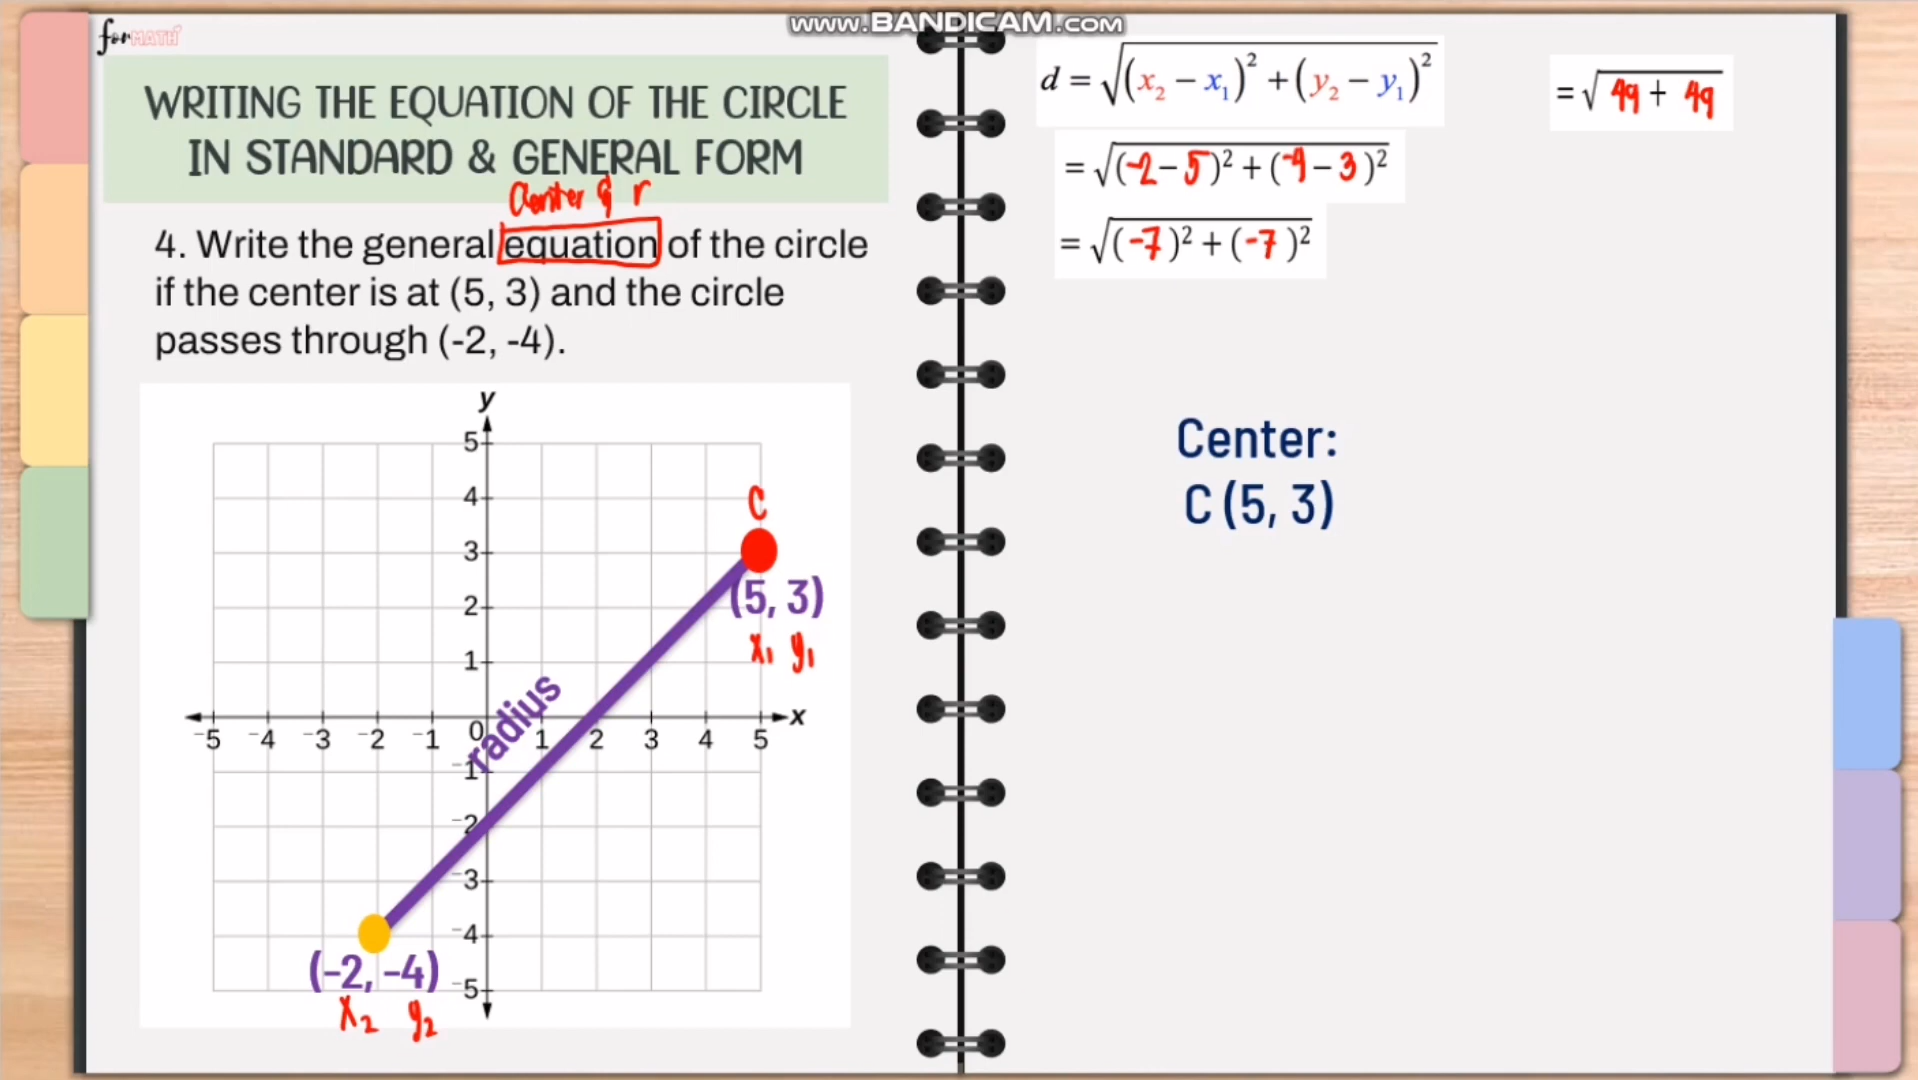 www.BANDICAM.com
forMATH
WRITING THE EQUATION OF THE CIRCLE
IN STANDARD & GENERAL FORM
Center & r
4. Write the general equation of the circle
if the center is at (5, 3) and the circle
passes through (-2, -4).
y
5
4
3
2
1
0
-1
-2
-3
-4
-5
-5 -4 -3 -2 -1 1 2 3 4 5 x
C
(5, 3)
x₁ y₁
radius
(-2, -4)
x₂ y₂
d = √(x₂ − x₁)² + (y₂ − y₁)²
= √(-2 − 5)² + (-4 − 3)²
= √(-7)² + (-7)²
= √49 + 49
Center:
C (5, 3)